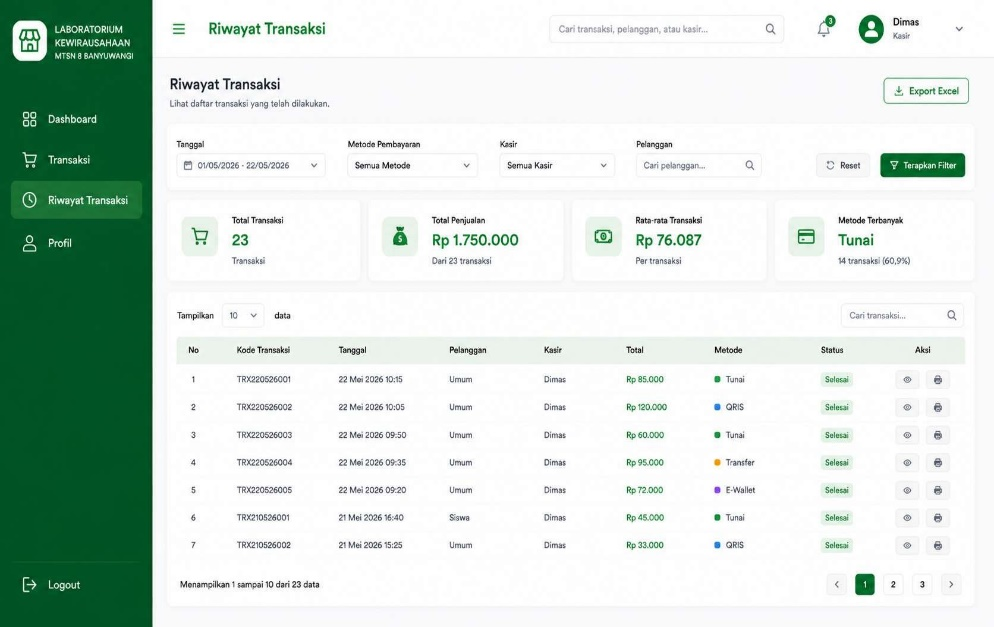 LABORATORIUM
KEWIRAUSAHAAN
MTSN 8 BANYUWANGI
Dashboard
Transaksi
Riwayat Transaksi
Profil
Logout
Riwayat Transaksi
Cari transaksi, pelanggan, atau kasir...
3
Dimas
Kasir
Riwayat Transaksi
Lihat daftar transaksi yang telah dilakukan.
Export Excel
Tanggal
01/05/2026 - 22/05/2026
Metode Pembayaran
Semua Metode
Kasir
Semua Kasir
Pelanggan
Cari pelanggan...
Reset
Terapkan Filter
Total Transaksi
23
Transaksi
$
Total Penjualan
Rp 1.750.000
Dari 23 transaksi
Rata-rata Transaksi
Rp 76.087
Per transaksi
Metode Terbanyak
Tunai
14 transaksi (60,9%)
Tampilkan 10 data
Cari transaksi...
No Kode Transaksi Tanggal Pelanggan Kasir Total Metode Status Aksi
1 TRX220526001 22 Mei 2026 10:15 Umum Dimas Rp 85.000 Tunai Selesai
2 TRX220526002 22 Mei 2026 10:05 Umum Dimas Rp 120.000 QRIS Selesai
3 TRX220526003 22 Mei 2026 09:50 Umum Dimas Rp 60.000 Tunai Selesai
4 TRX220526004 22 Mei 2026 09:35 Umum Dimas Rp 95.000 Transfer Selesai
5 TRX220526005 22 Mei 2026 09:20 Umum Dimas Rp 72.000 E-Wallet Selesai
6 TRX210526001 21 Mei 2026 16:40 Siswa Dimas Rp 45.000 Tunai Selesai
7 TRX210526002 21 Mei 2026 15:25 Umum Dimas Rp 33.000 QRIS Selesai
Menampilkan 1 sampai 10 dari 23 data
1 2 3